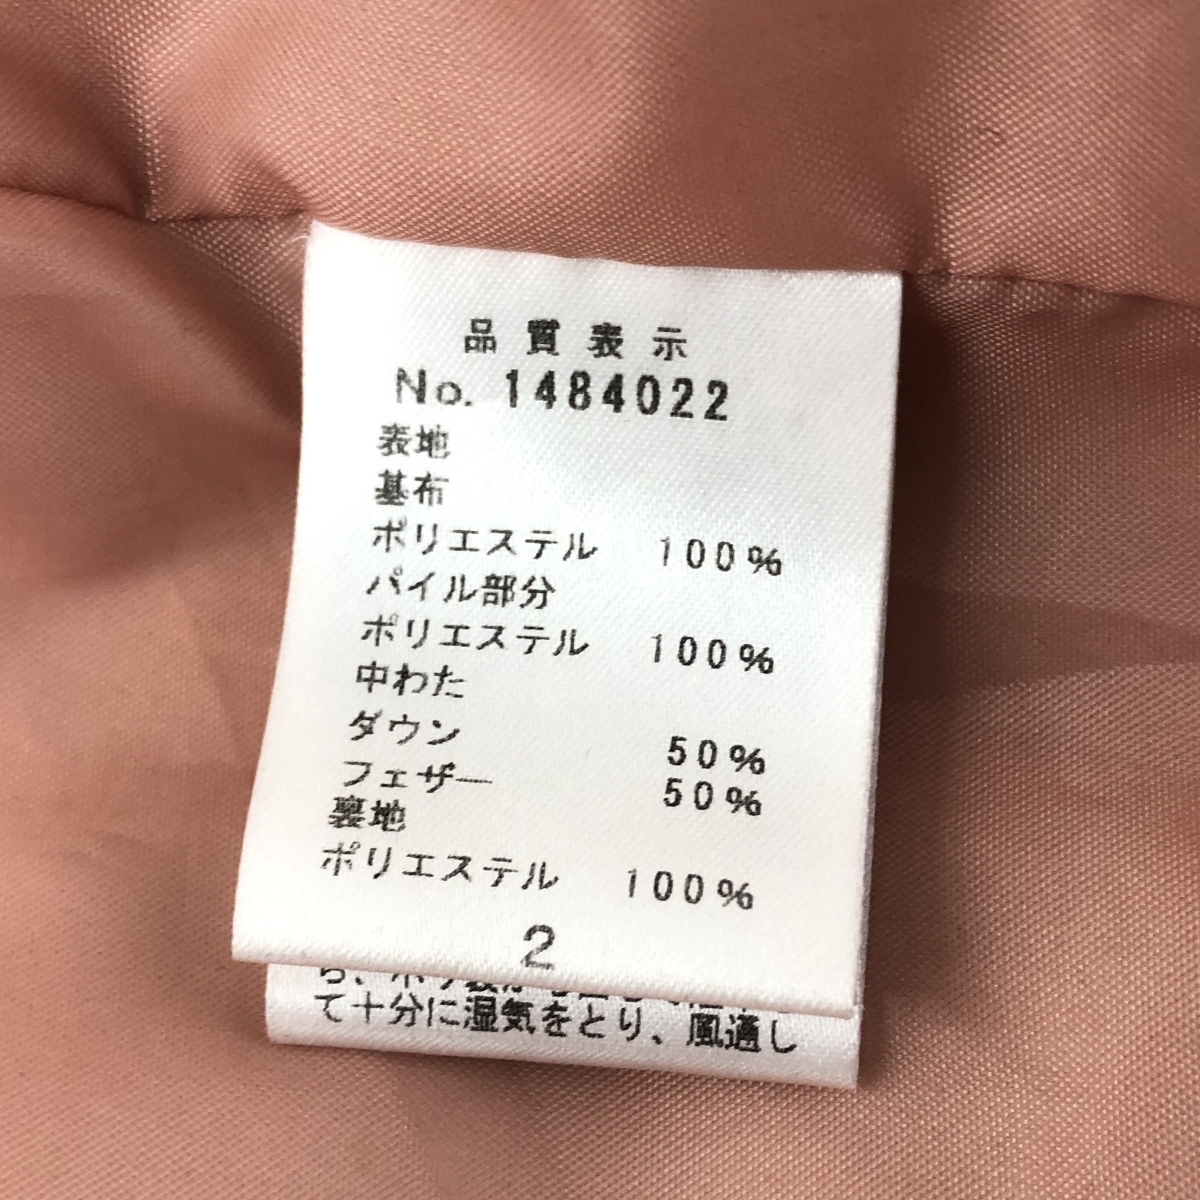 品質表示
No. 1484022
表地
基布
ポリエステル 100%
パイル部分
ポリエステル 100%
中わた
ダウン 50%
フェザー 50%
裏地
ポリエステル 100%
2
て十分に湿気をとり、風通し